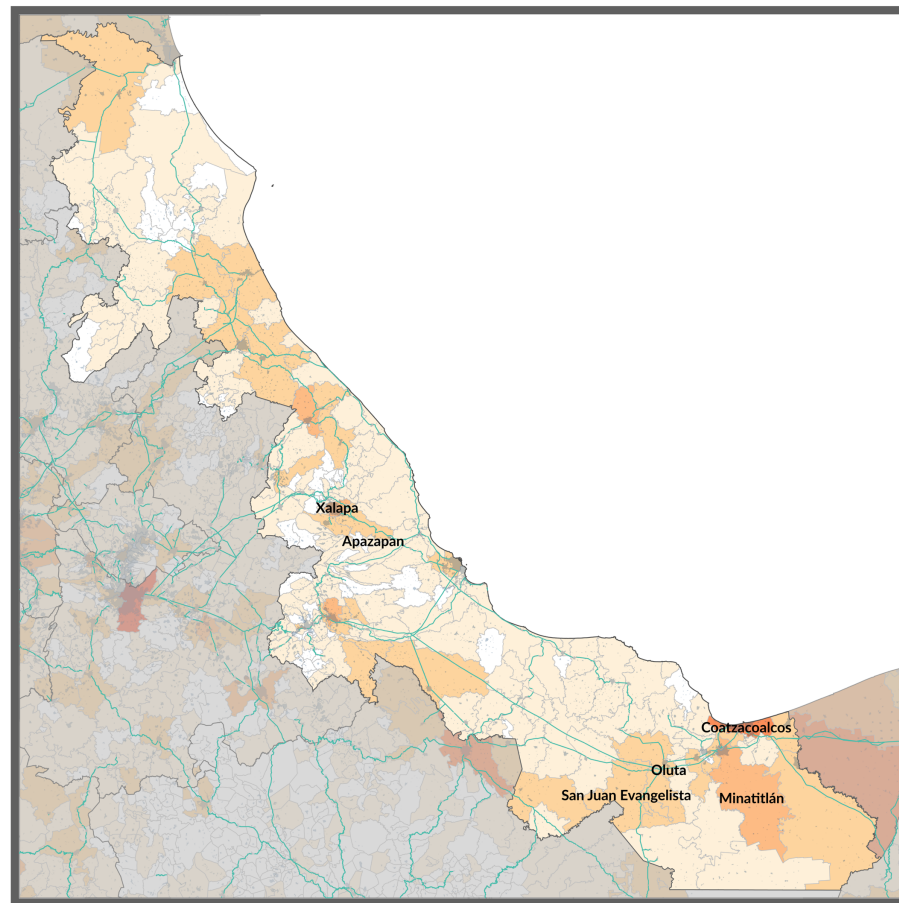 Xalapa
Apazapan
Coatzacoalcos
Oluta
San Juan Evangelista
Minatitlán